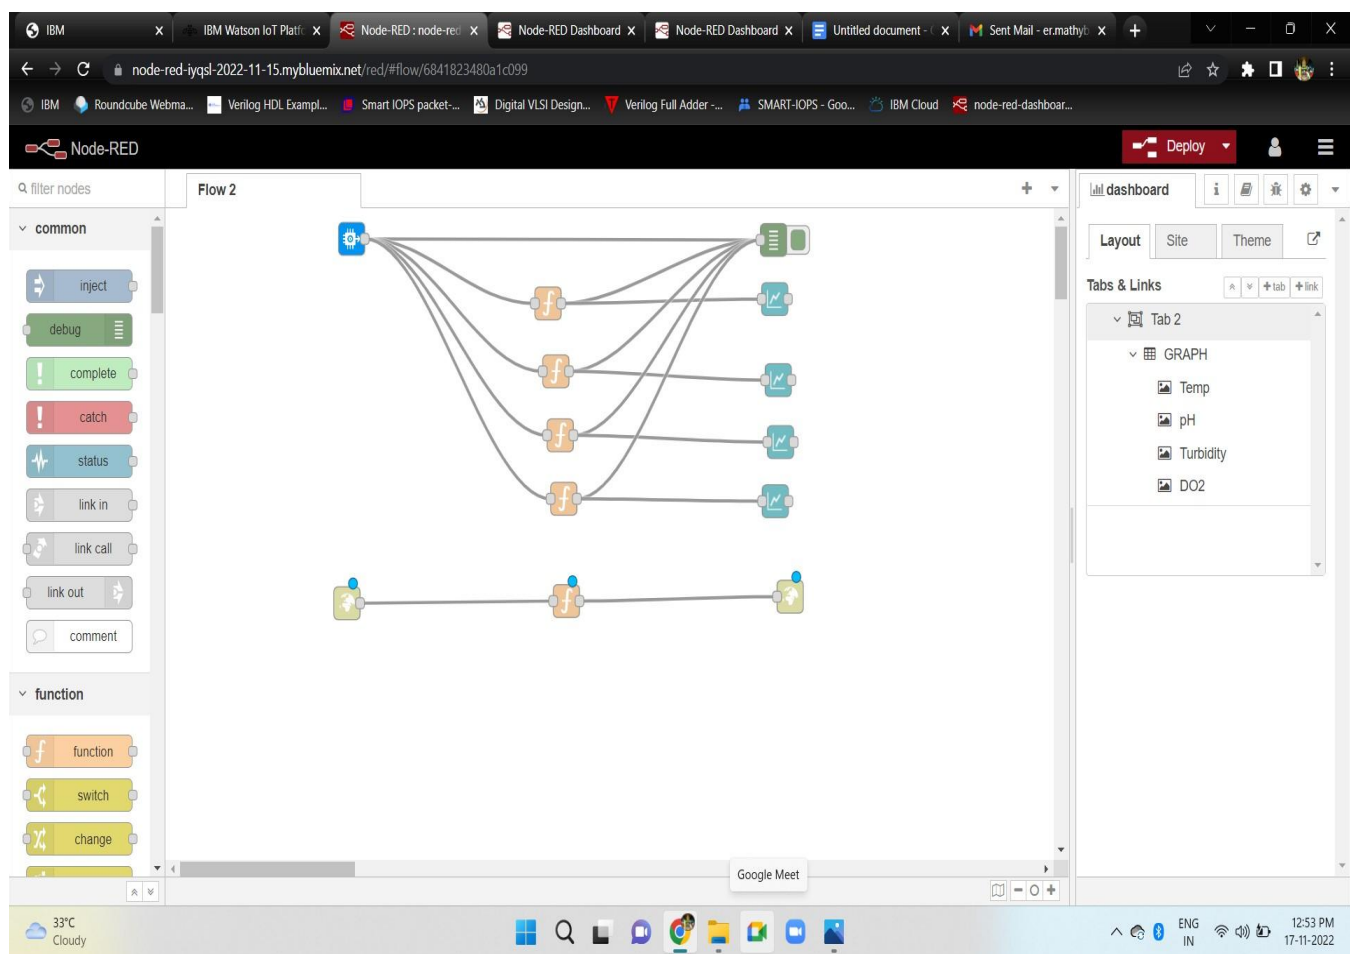 IBM
IBM Watson IoT Platfo
Node-RED : node-red
Node-RED Dashboard
Node-RED Dashboard
Untitled document -
Sent Mail - er.mathyb
node-red-iyqsl-2022-11-15.mybluemix.net/red/#flow/6841823480a1c099
IBM
Roundcube Webma...
Verilog HDL Exampl...
Smart IOPS packet-...
Digital VLSI Design...
Verilog Full Adder -...
SMART-IOPS - Goo...
IBM Cloud
node-red-dashboar...
Node-RED
Deploy
filter nodes
Flow 2
dashboard
common
Layout
Site
Theme
inject
Tabs & Links
tab
link
debug
Tab 2
GRAPH
complete
Temp
catch
pH
status
Turbidity
DO2
link in
link call
link out
comment
function
function
switch
change
Google Meet
33°C
Cloudy
ENG
IN
12:53 PM
17-11-2022